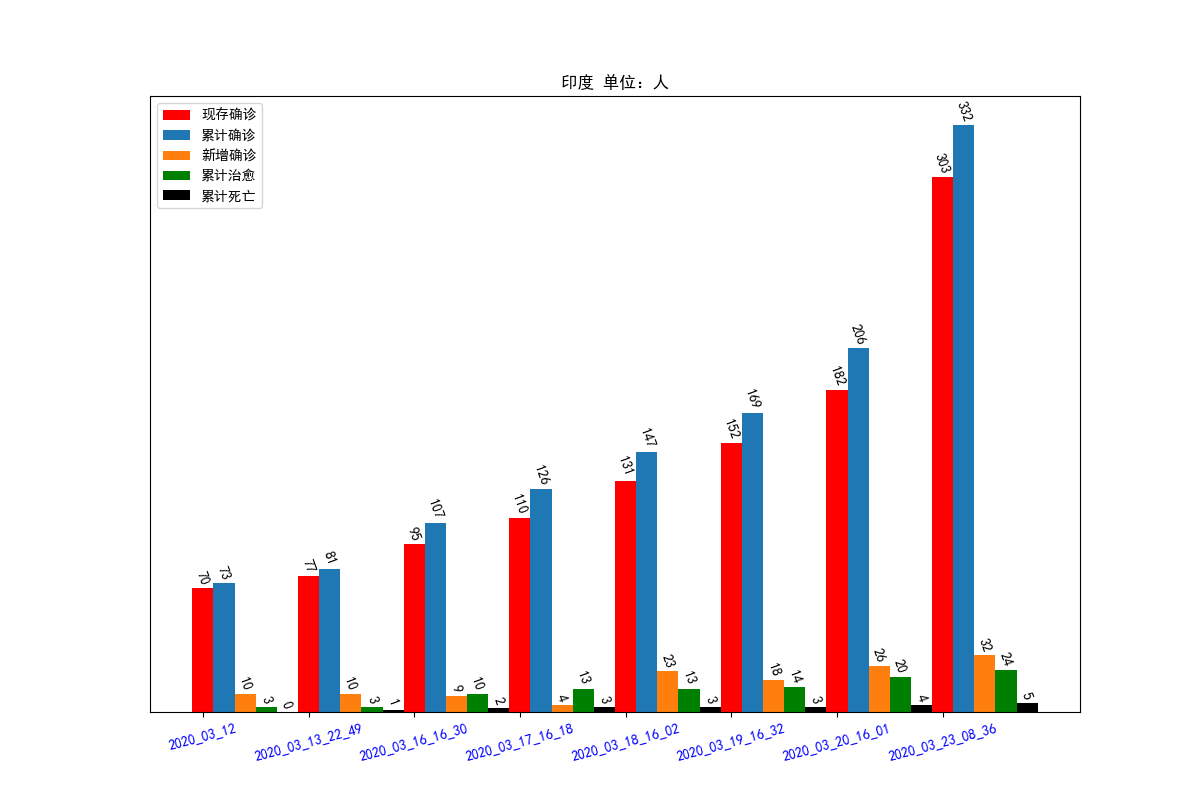 印度 单位：人
现存确诊
累计确诊
新增确诊
累计治愈
累计死亡
70 73 10 3 0
77 81 10 3 1
95 107 9 10 2
110 126 4 13 3
131 147 23 13 3
152 169 18 14 3
182 206 26 20 4
303 332 32 24 5
2020_03_12 2020_03_13_22_49 2020_03_16_16_30 2020_03_17_16_18 2020_03_18_16_02 2020_03_19_16_32 2020_03_20_16_01 2020_03_23_08_36